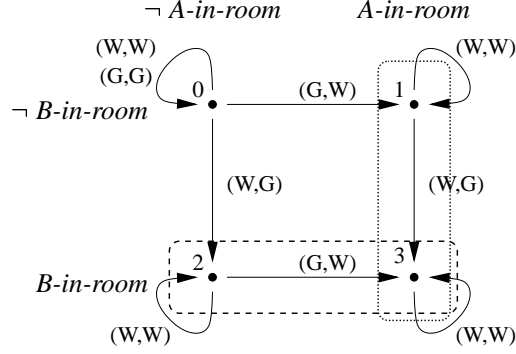 ¬ A-in-room
A-in-room
(W,W)
(G,G)
(W,W)
0
1
(G,W)
¬ B-in-room
(W,G)
(W,G)
2
3
(G,W)
B-in-room
(W,W)
(W,W)